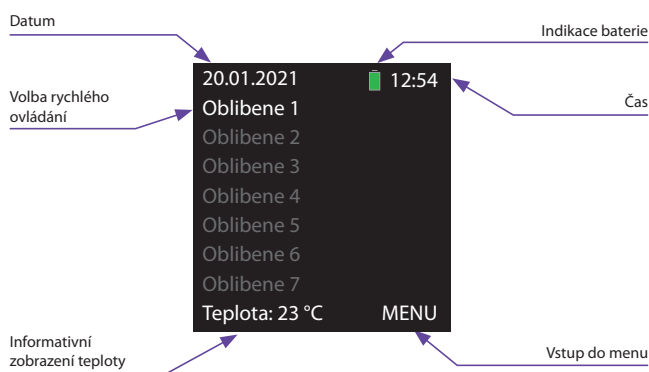 Datum
Indikace baterie
20.01.2021 12:54
Volba rychlého
ovládání
Čas
Oblibene 1
Oblibene 2
Oblibene 3
Oblibene 4
Oblibene 5
Oblibene 6
Oblibene 7
Teplota: 23 °C MENU
Informativní
zobrazení teploty
Vstup do menu